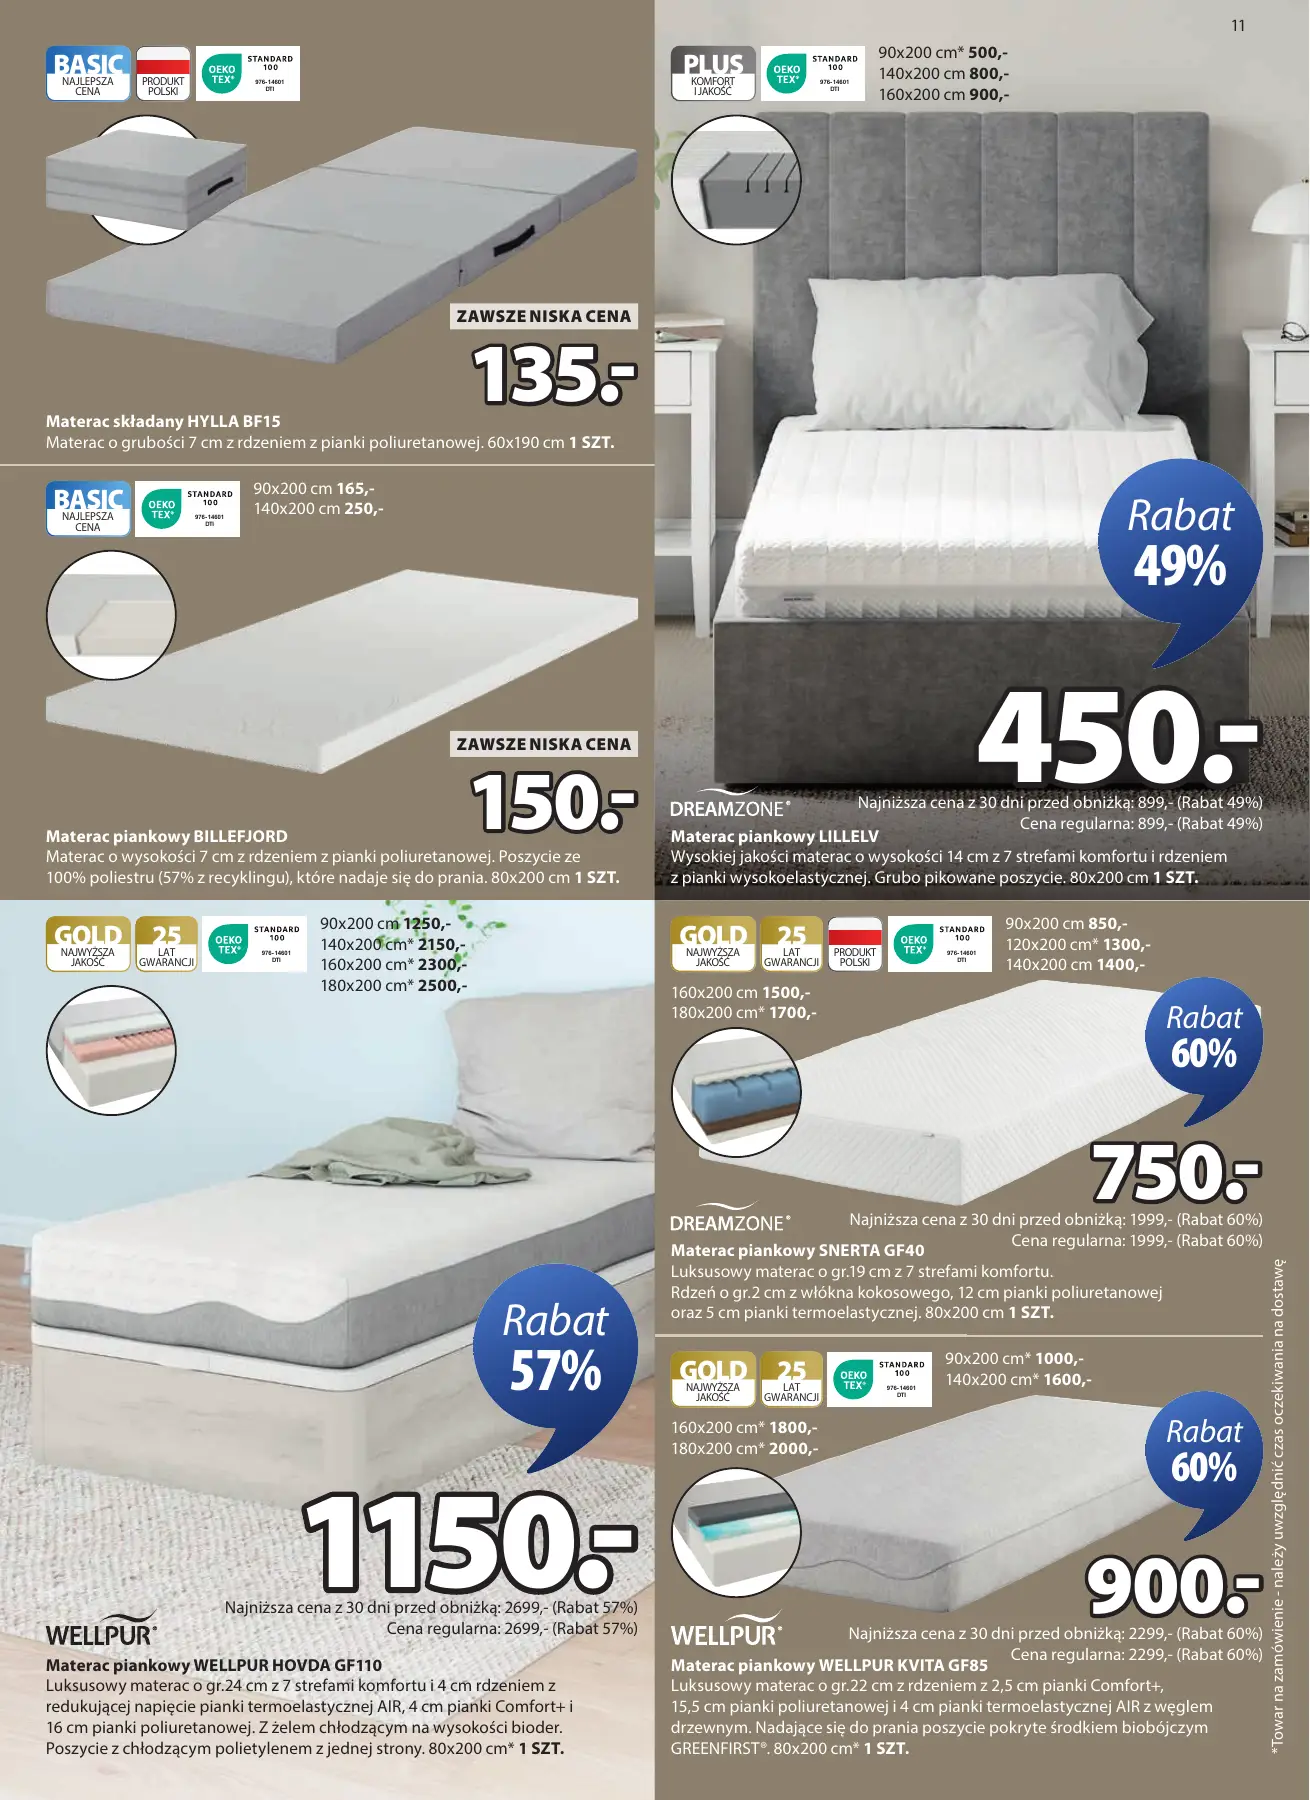 11
BASIC
NAJLEPSZA
CENA
PRODUKT
POLSKI
OEKO
TEX®
STANDARD
100
976-14601
DTI
ZAWSZE NISKA CENA
135.-
Materac składany HYLLA BF15
Materac o grubości 7 cm z rdzeniem z pianki poliuretanowej. 60x190 cm 1 SZT.
PLUS
KOMFORT
I JAKOŚĆ
OEKO
TEX®
STANDARD
100
976-14601
DTI
90x200 cm* 500,-
140x200 cm 800,-
160x200 cm 900,-
Rabat
49%
450.-
DREAMZONE®
Najniższa cena z 30 dni przed obniżką: 899,- (Rabat 49%)
Cena regularna: 899,- (Rabat 49%)
Materac piankowy LILLELV
Wysokiej jakości materac o wysokości 14 cm z 7 strefami komfortu i rdzeniem
z pianki wysokoelastycznej. Grubo pikowane poszycie. 80x200 cm 1 SZT.
BASIC
NAJLEPSZA
CENA
OEKO
TEX®
STANDARD
100
976-14601
DTI
90x200 cm 165,-
140x200 cm 250,-
ZAWSZE NISKA CENA
150.-
Materac piankowy BILLEFJORD
Materac o wysokości 7 cm z rdzeniem z pianki poliuretanowej. Poszycie ze
100% poliestru (57% z recyklingu), które nadaje się do prania. 80x200 cm 1 SZT.
GOLD
NAJWYŻSZA
JAKOŚĆ
25
LAT
GWARANCJI
OEKO
TEX®
STANDARD
100
976-14601
DTI
90x200 cm 1250,-
140x200 cm* 2150,-
160x200 cm* 2300,-
180x200 cm* 2500,-
Rabat
57%
1150.-
Najniższa cena z 30 dni przed obniżką: 2699,- (Rabat 57%)
Cena regularna: 2699,- (Rabat 57%)
WELLPUR®
Materac piankowy WELLPUR HOVDA GF110
Luksusowy materac o gr.24 cm z 7 strefami komfortu i 4 cm rdzeniem z
redukującej napięcie pianki termoelastycznej AIR, 4 cm pianki Comfort+ i
16 cm pianki poliuretanowej. Z żelem chłodzącym na wysokości bioder.
Poszycie z chłodzącym polietylenem z jednej strony. 80x200 cm* 1 SZT.
GOLD
NAJWYŻSZA
JAKOŚĆ
25
LAT
GWARANCJI
PRODUKT
POLSKI
OEKO
TEX®
STANDARD
100
976-14601
DTI
90x200 cm 850,-
120x200 cm* 1300,-
140x200 cm 1400,-
160x200 cm 1500,-
180x200 cm* 1700,-
Rabat
60%
750.-
DREAMZONE®
Najniższa cena z 30 dni przed obniżką: 1999,- (Rabat 60%)
Cena regularna: 1999,- (Rabat 60%)
Materac piankowy SNERTA GF40
Luksusowy materac o gr.19 cm z 7 strefami komfortu.
Rdzeń o gr.2 cm z włókna kokosowego, 12 cm pianki poliuretanowej
oraz 5 cm pianki termoelastycznej. 80x200 cm 1 SZT.
GOLD
NAJWYŻSZA
JAKOŚĆ
25
LAT
GWARANCJI
OEKO
TEX®
STANDARD
100
976-14601
DTI
90x200 cm* 1000,-
140x200 cm* 1600,-
160x200 cm* 1800,-
180x200 cm* 2000,-
Rabat
60%
900.-
WELLPUR®
Najniższa cena z 30 dni przed obniżką: 2299,- (Rabat 60%)
Cena regularna: 2299,- (Rabat 60%)
Materac piankowy WELLPUR KVITA GF85
Luksusowy materac o gr.22 cm z rdzeniem z 2,5 cm pianki Comfort+,
15,5 cm pianki poliuretanowej i 4 cm pianki termoelastycznej AIR z węglem
drzewnym. Nadające się do prania poszycie pokryte środkiem biobójczym
GREENFIRST®. 80x200 cm* 1 SZT.
*Towar na zamówienie - należy uwzględnić czas oczekiwania na dostawę